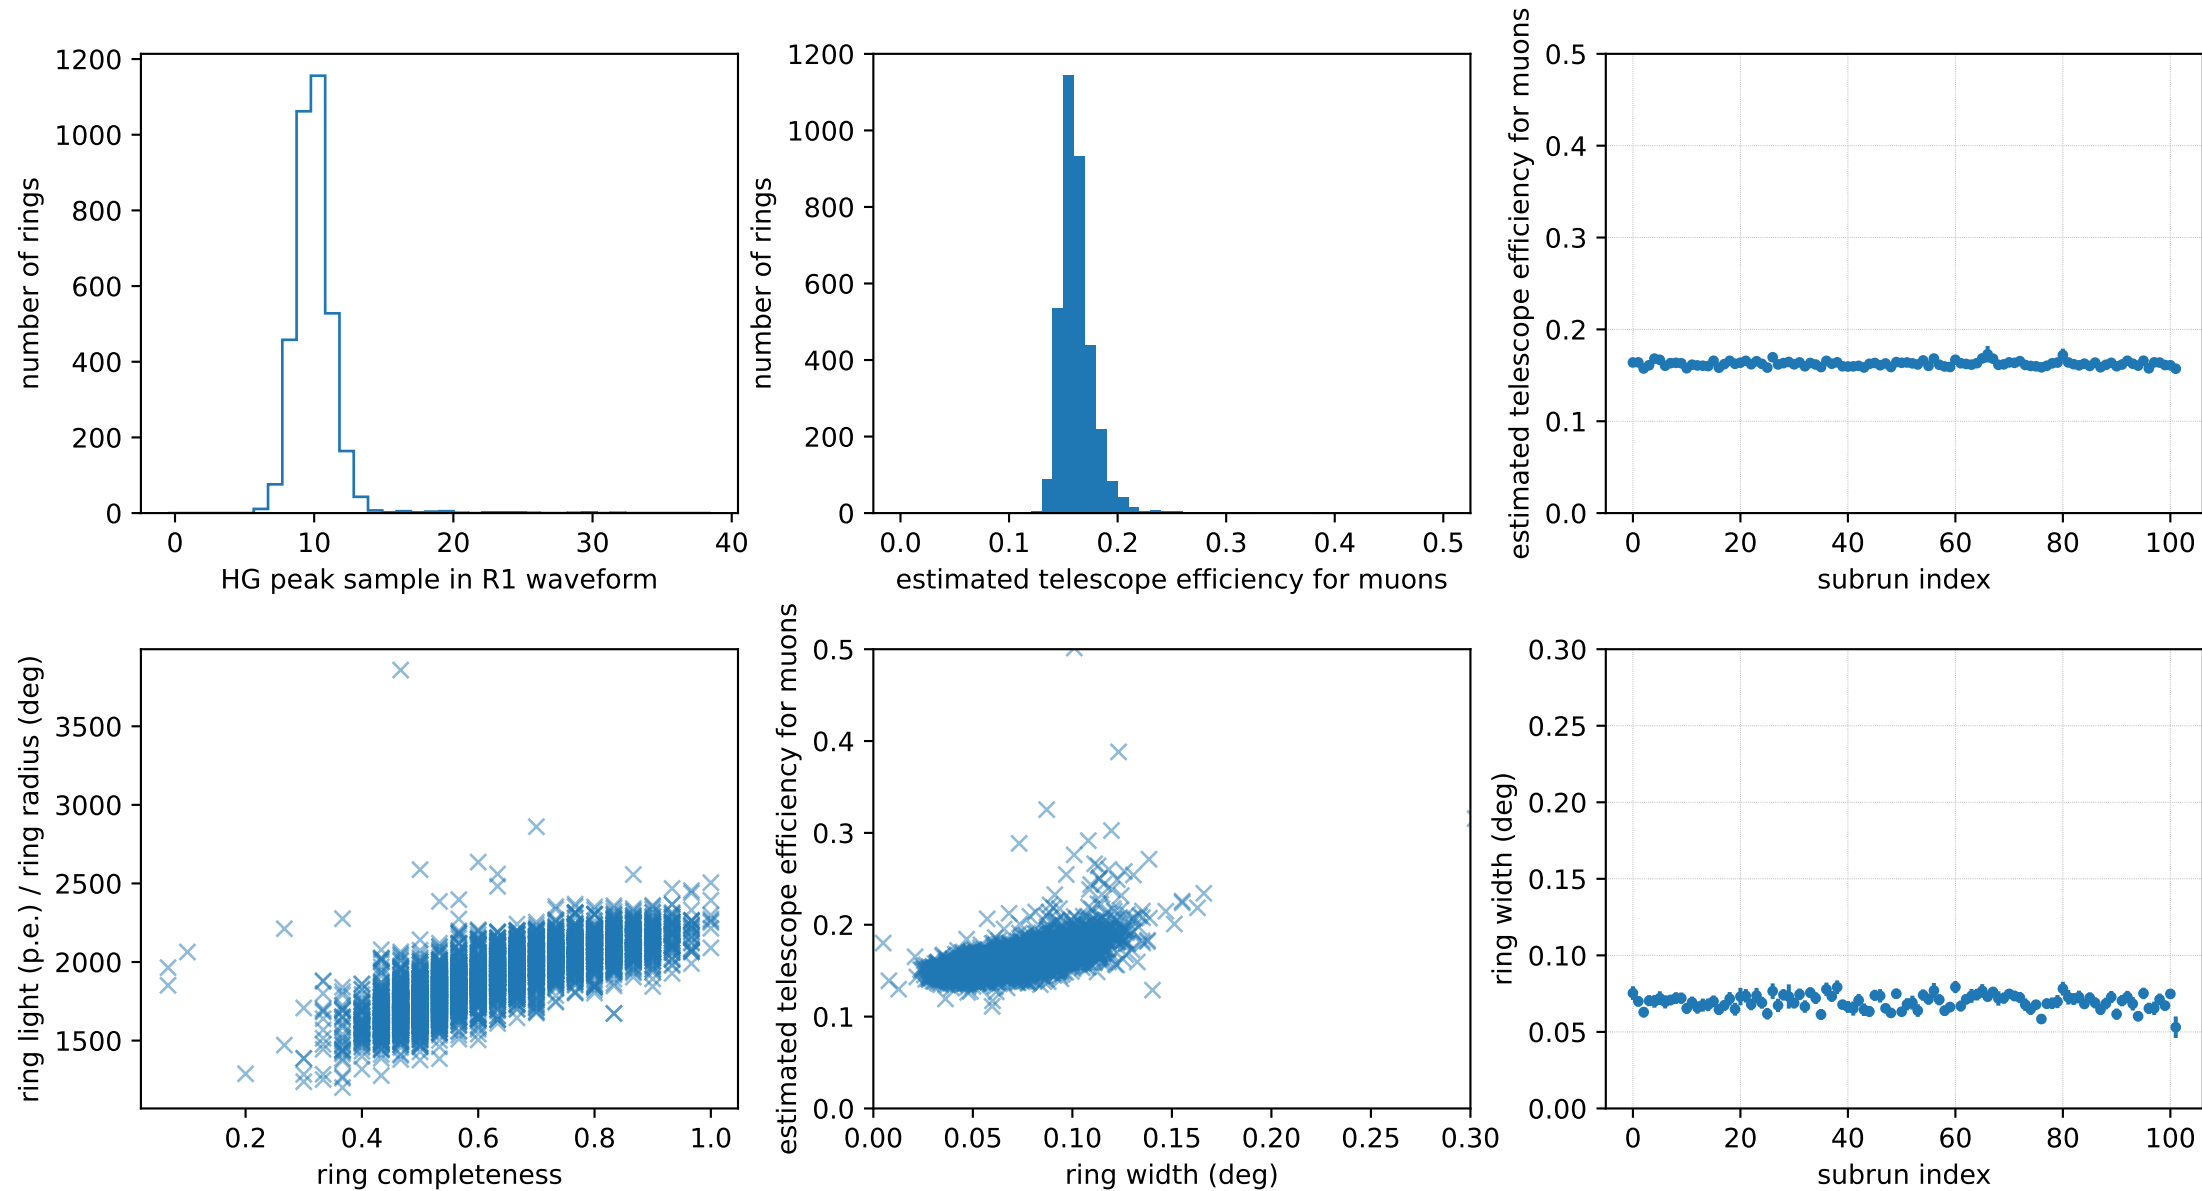 number of rings
1200
1000
800
600
400
200
0
0 10 20 30 40
HG peak sample in R1 waveform
number of rings
1200
1000
800
600
400
200
0
0.0 0.1 0.2 0.3 0.4 0.5
estimated telescope efficiency for muons
estimated telescope efficiency for muons
0.5
0.4
0.3
0.2
0.1
0.0
0 20 40 60 80 100
subrun index
ring light (p.e.) / ring radius (deg)
3500
3000
2500
2000
1500
0.2 0.4 0.6 0.8 1.0
ring completeness
estimated telescope efficiency for muons
0.5
0.4
0.3
0.2
0.1
0.0
0.00 0.05 0.10 0.15 0.20 0.25 0.30
ring width (deg)
ring width (deg)
0.30
0.25
0.20
0.15
0.10
0.05
0.00
0 20 40 60 80 100
subrun index